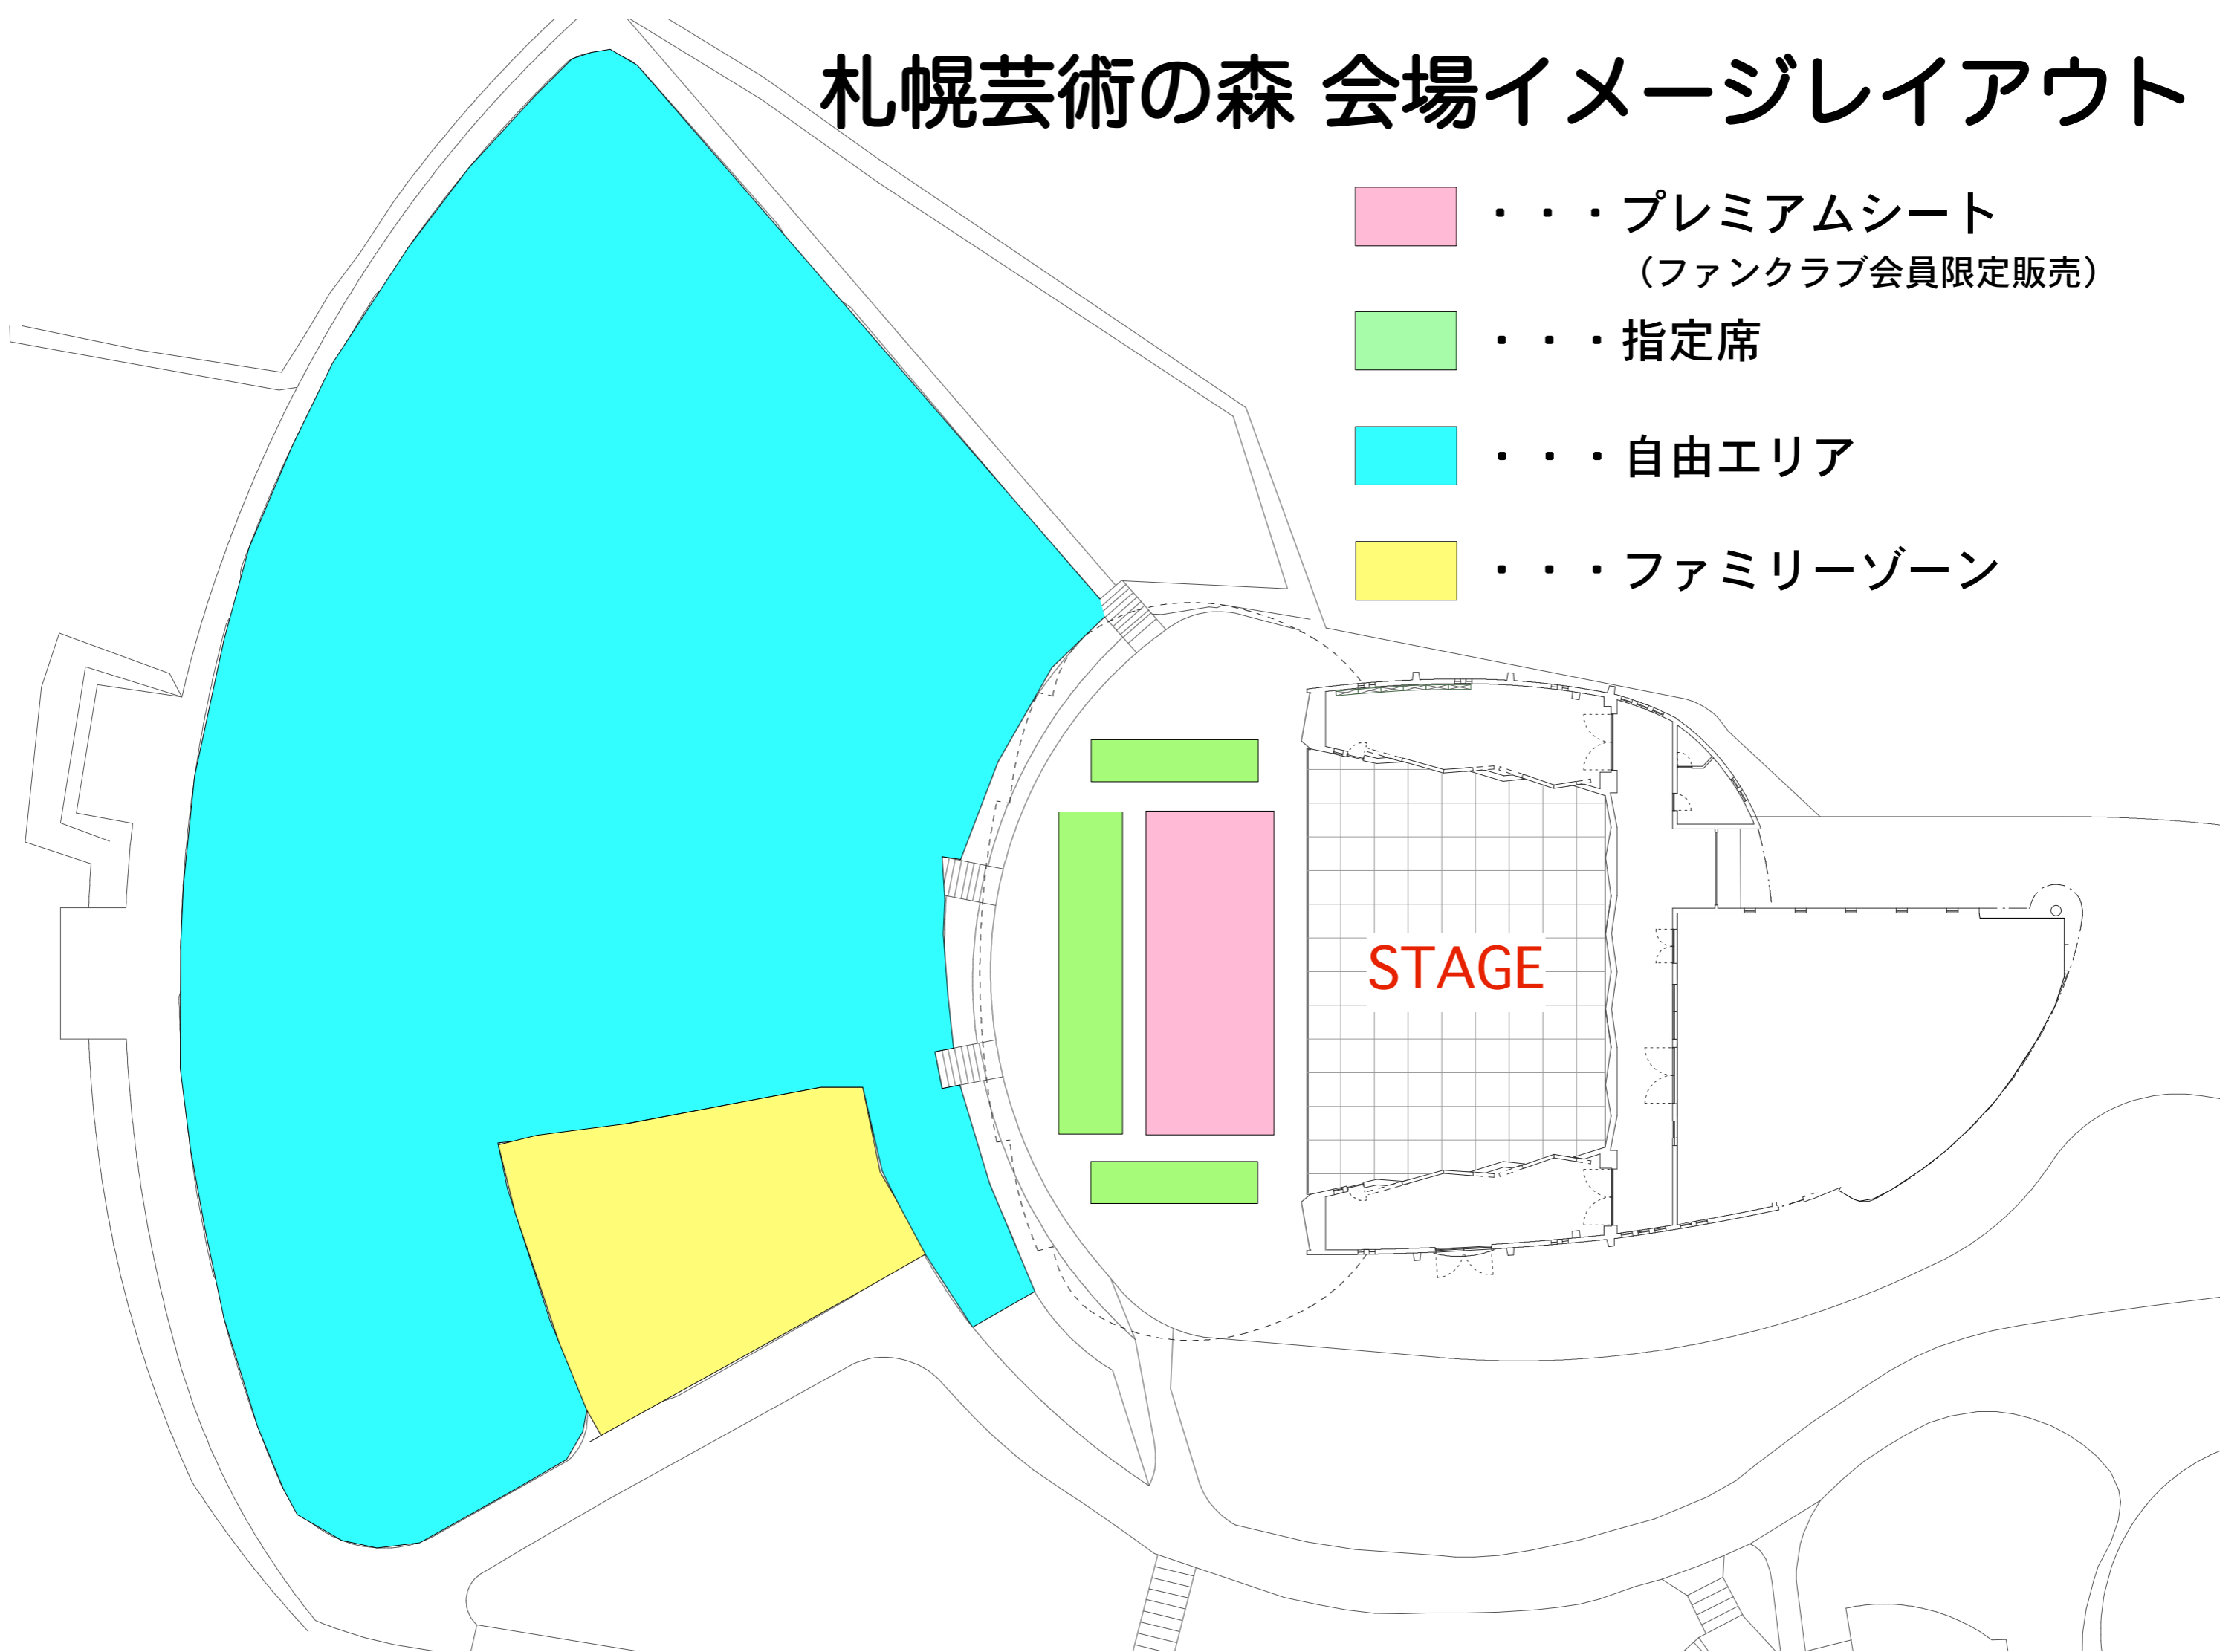 札幌芸術の森 会場イメージレイアウト
・・・プレミアムシート
（ファンクラブ会員限定販売）
・・・指定席
・・・自由エリア
・・・ファミリーゾーン
STAGE